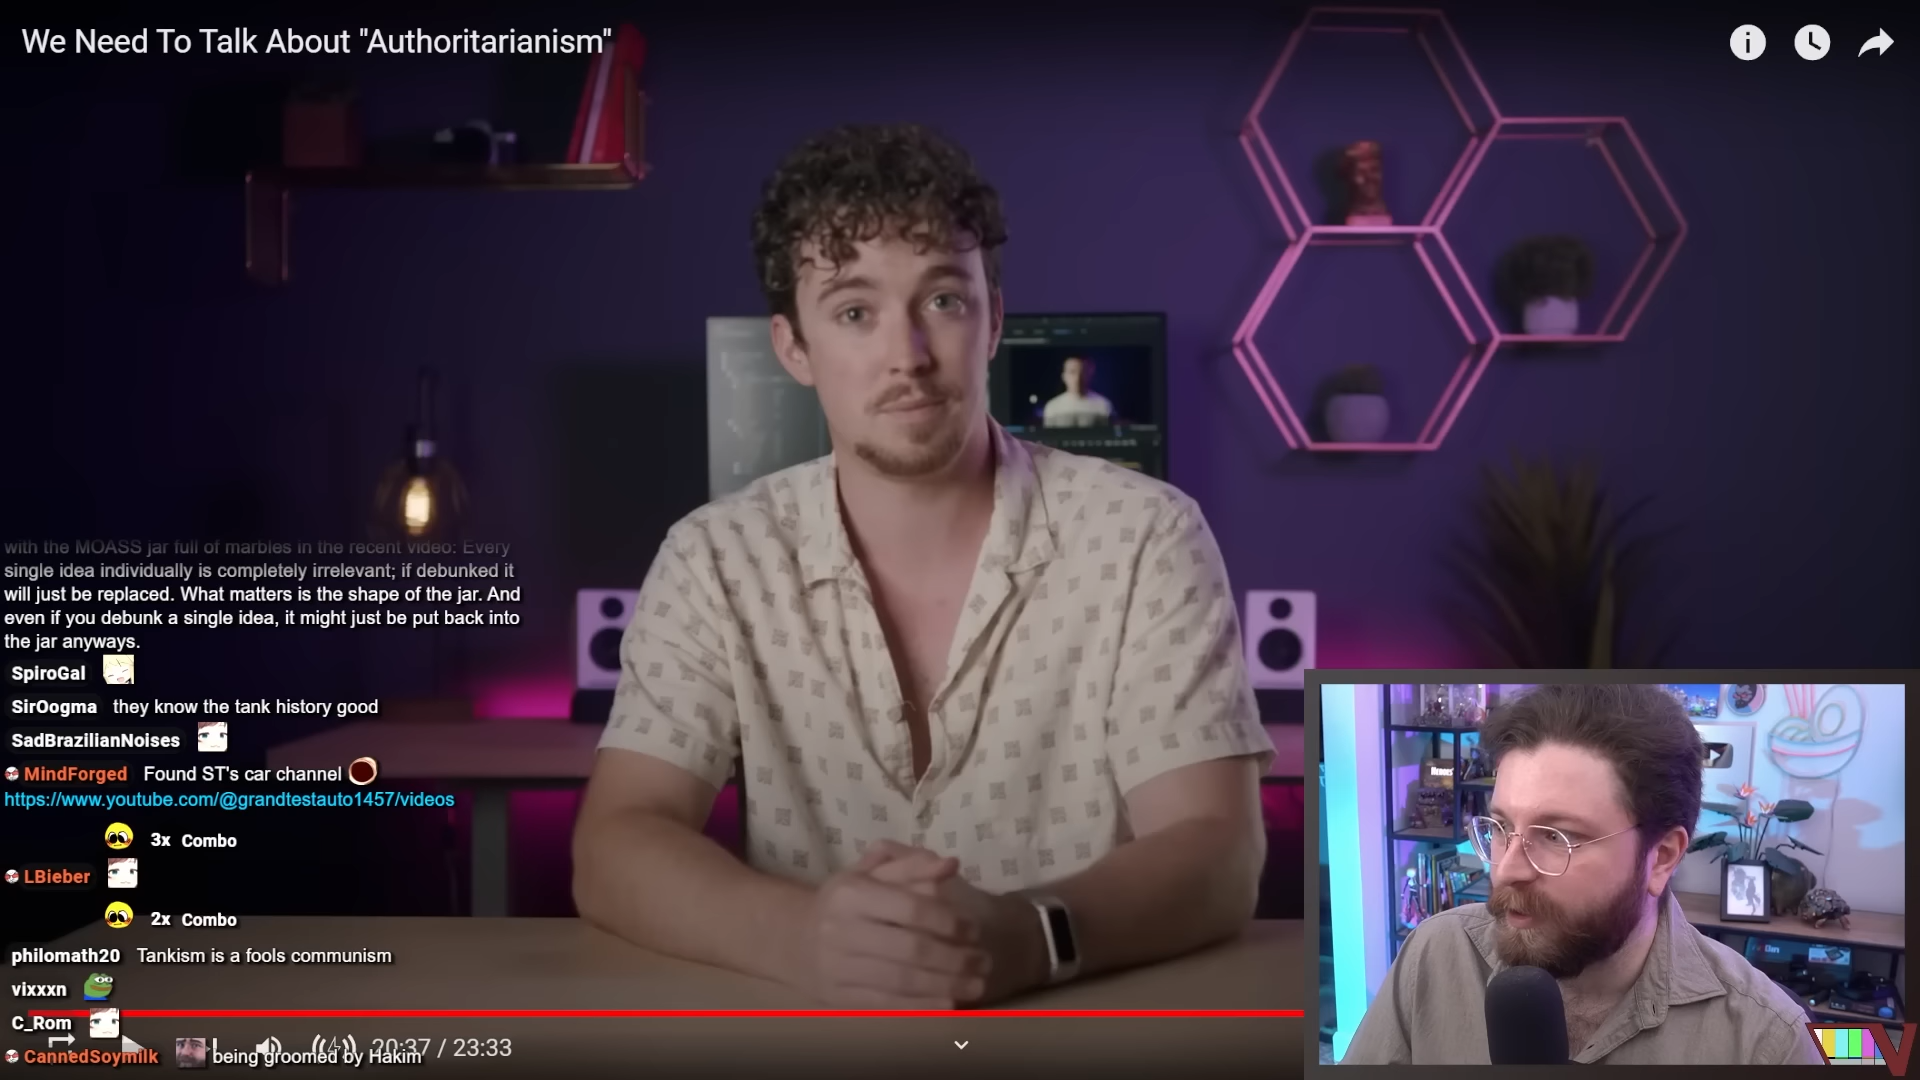 We Need To Talk About "Authoritarianism"
with the MOASS jar full of marbles in the recent video: Every
single idea individually is completely irrelevant; if debunked it
will just be replaced. What matters is the shape of the jar. And
even if you debunk a single idea, it might just be put back into
the jar anyways.
SpiroGal
SirOogma they know the tank history good
SadBrazilianNoises
MindForged Found ST's car channel
https://www.youtube.com/@grandtestauto1457/videos
3x Combo
LBieber
2x Combo
philomath20 Tankism is a fools communism
vixxxn
C_Rom
20:37 / 23:33
CannedSoymilk being groomed by Hakim